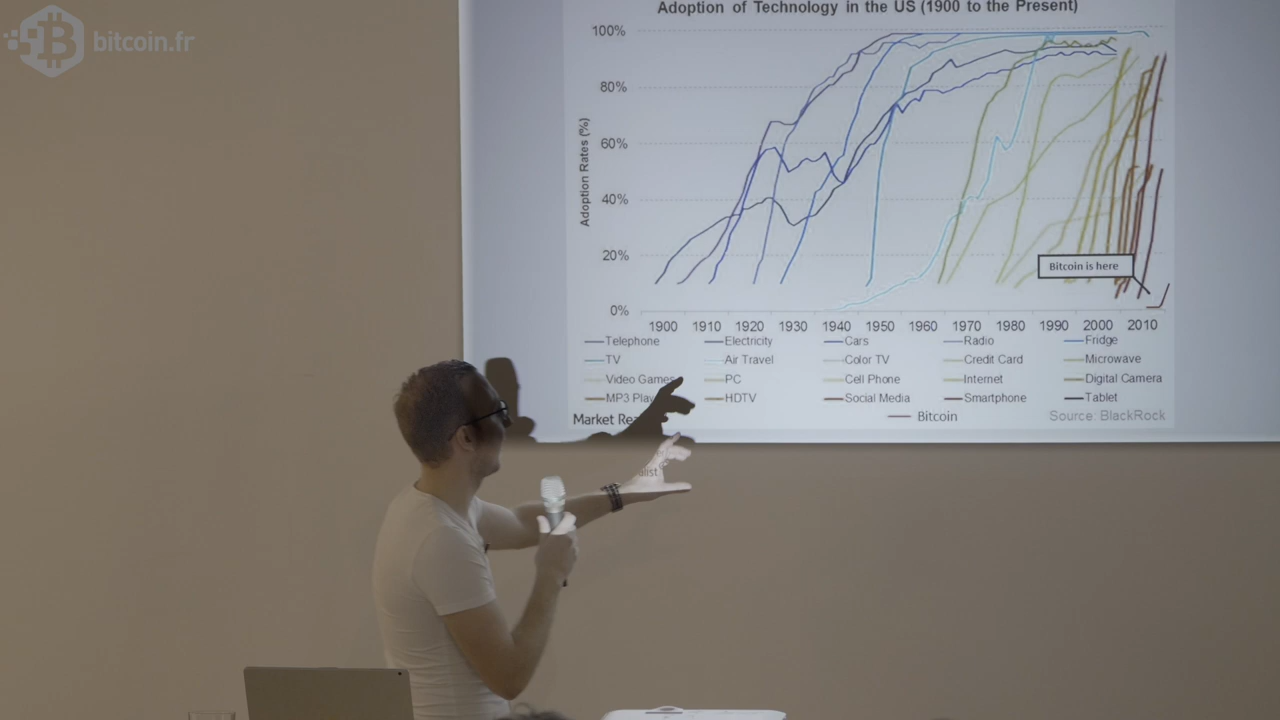 bitcoin.fr
Adoption of Technology in the US (1900 to the Present)
100%
80%
60%
40%
20%
0%
Adoption Rates (%)
Bitcoin is here
1900 1910 1920 1930 1940 1950 1960 1970 1980 1990 2000 2010
Telephone Electricity Cars Radio Fridge
TV Air Travel Color TV Credit Card Microwave
Video Games PC Cell Phone Internet Digital Camera
MP3 Play HDTV Social Media Smartphone Tablet
Market Rea Bitcoin Source: BlackRock
alist